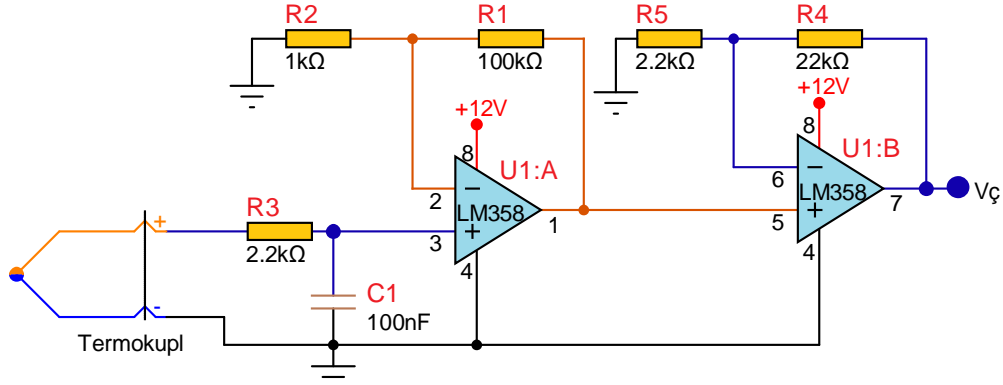 R2
1kΩ
R1
100kΩ
R5
2.2kΩ
R4
22kΩ
+12V
8
U1:A
2
−
LM358
3
+
1
4
+12V
8
U1:B
6
−
LM358
5
+
7
4
Vç
R3
2.2kΩ
+
-
C1
100nF
Termokupl